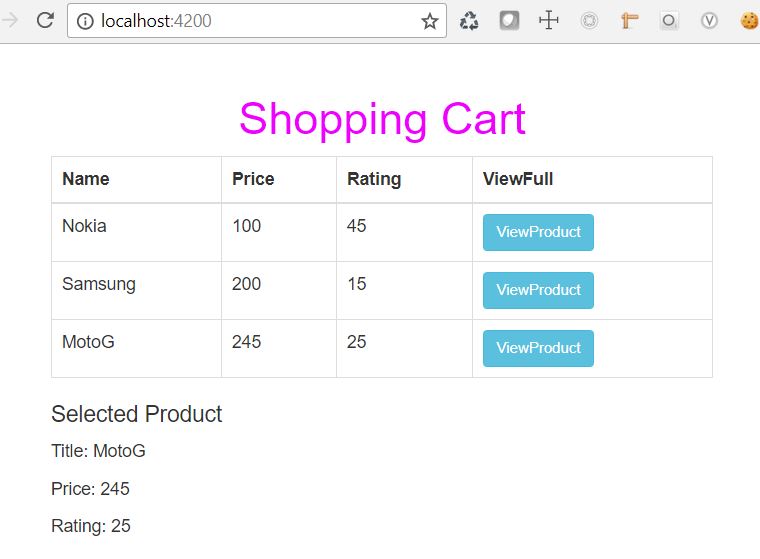 localhost:4200
Shopping Cart
Name Price Rating ViewFull
Nokia 100 45 ViewProduct
Samsung 200 15 ViewProduct
MotoG 245 25 ViewProduct
Selected Product
Title: MotoG
Price: 245
Rating: 25